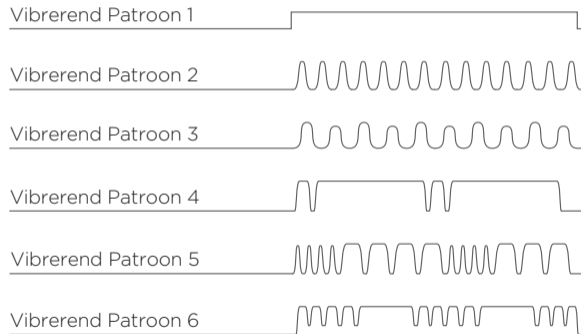 Vibrerend Patroon 1
Vibrerend Patroon 2
Vibrerend Patroon 3
Vibrerend Patroon 4
Vibrerend Patroon 5
Vibrerend Patroon 6